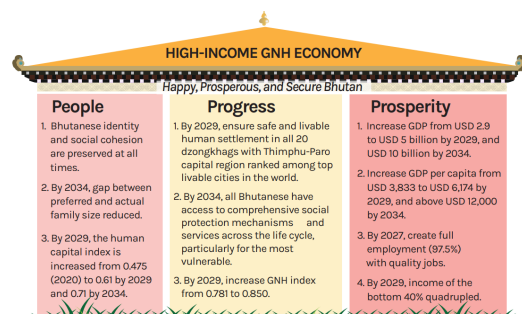 HIGH-INCOME GNH ECONOMY
Happy, Prosperous, and Secure Bhutan
People
1. Bhutanese identity
and social cohesion
are preserved at all
times.
2. By 2034, gap between
preferred and actual
family size reduced.
3. By 2029, the human
capital index is
increased from 0.475
(2020) to 0.61 by 2029
and 0.71 by 2034.
Progress
1. By 2029, ensure safe and livable
human settlement in all 20
dzongkhags with Thimphu-Paro
capital region ranked among top
livable cities in the world.
2. By 2034, all Bhutanese have
access to comprehensive social
protection mechanisms and
services across the life cycle,
particularly for the most
vulnerable.
3. By 2029, increase GNH index
from 0.781 to 0.850.
Prosperity
1. Increase GDP from USD 2.9
to USD 5 billion by 2029, and
USD 10 billion by 2034.
2. Increase GDP per capita from
USD 3,833 to USD 6,174 by
2029, and above USD 12,000
by 2034.
3. By 2027, create full
employment (97.5%)
with quality jobs.
4. By 2029, income of the
bottom 40% quadrupled.